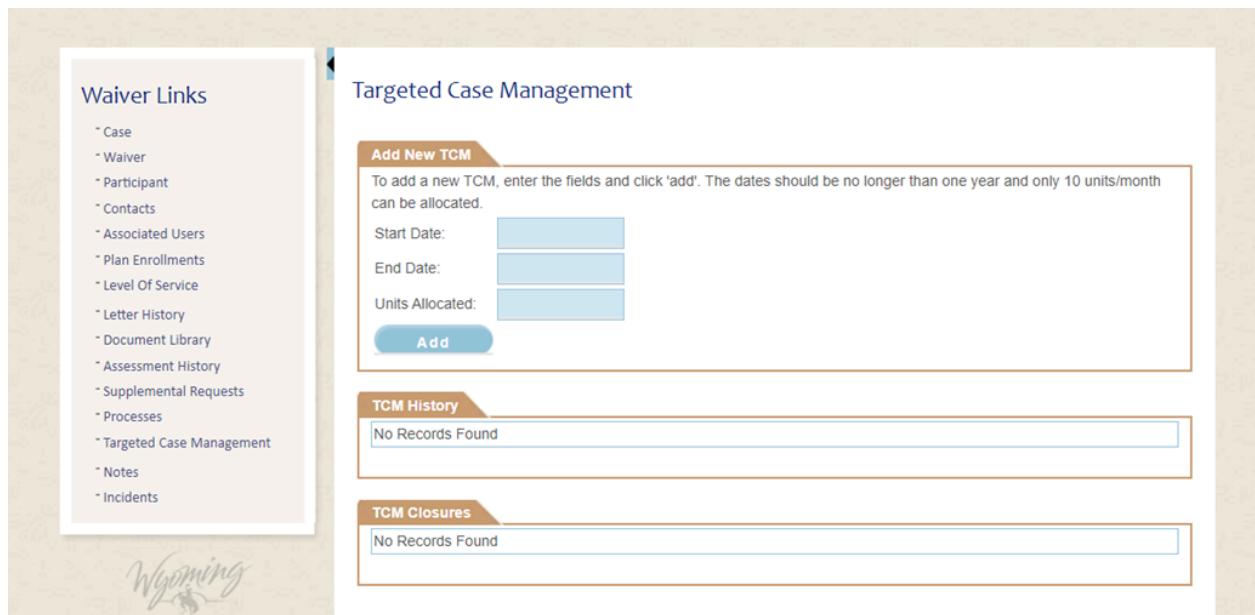 Waiver Links
Case
Waiver
Participant
Contacts
Associated Users
Plan Enrollments
Level Of Service
Letter History
Document Library
Assessment History
Supplemental Requests
Processes
Targeted Case Management
Notes
Incidents
Wyoming
Targeted Case Management
Add New TCM
To add a new TCM, enter the fields and click 'add'. The dates should be no longer than one year and only 10 units/month
can be allocated.
Start Date:
End Date:
Units Allocated:
Add
TCM History
No Records Found
TCM Closures
No Records Found